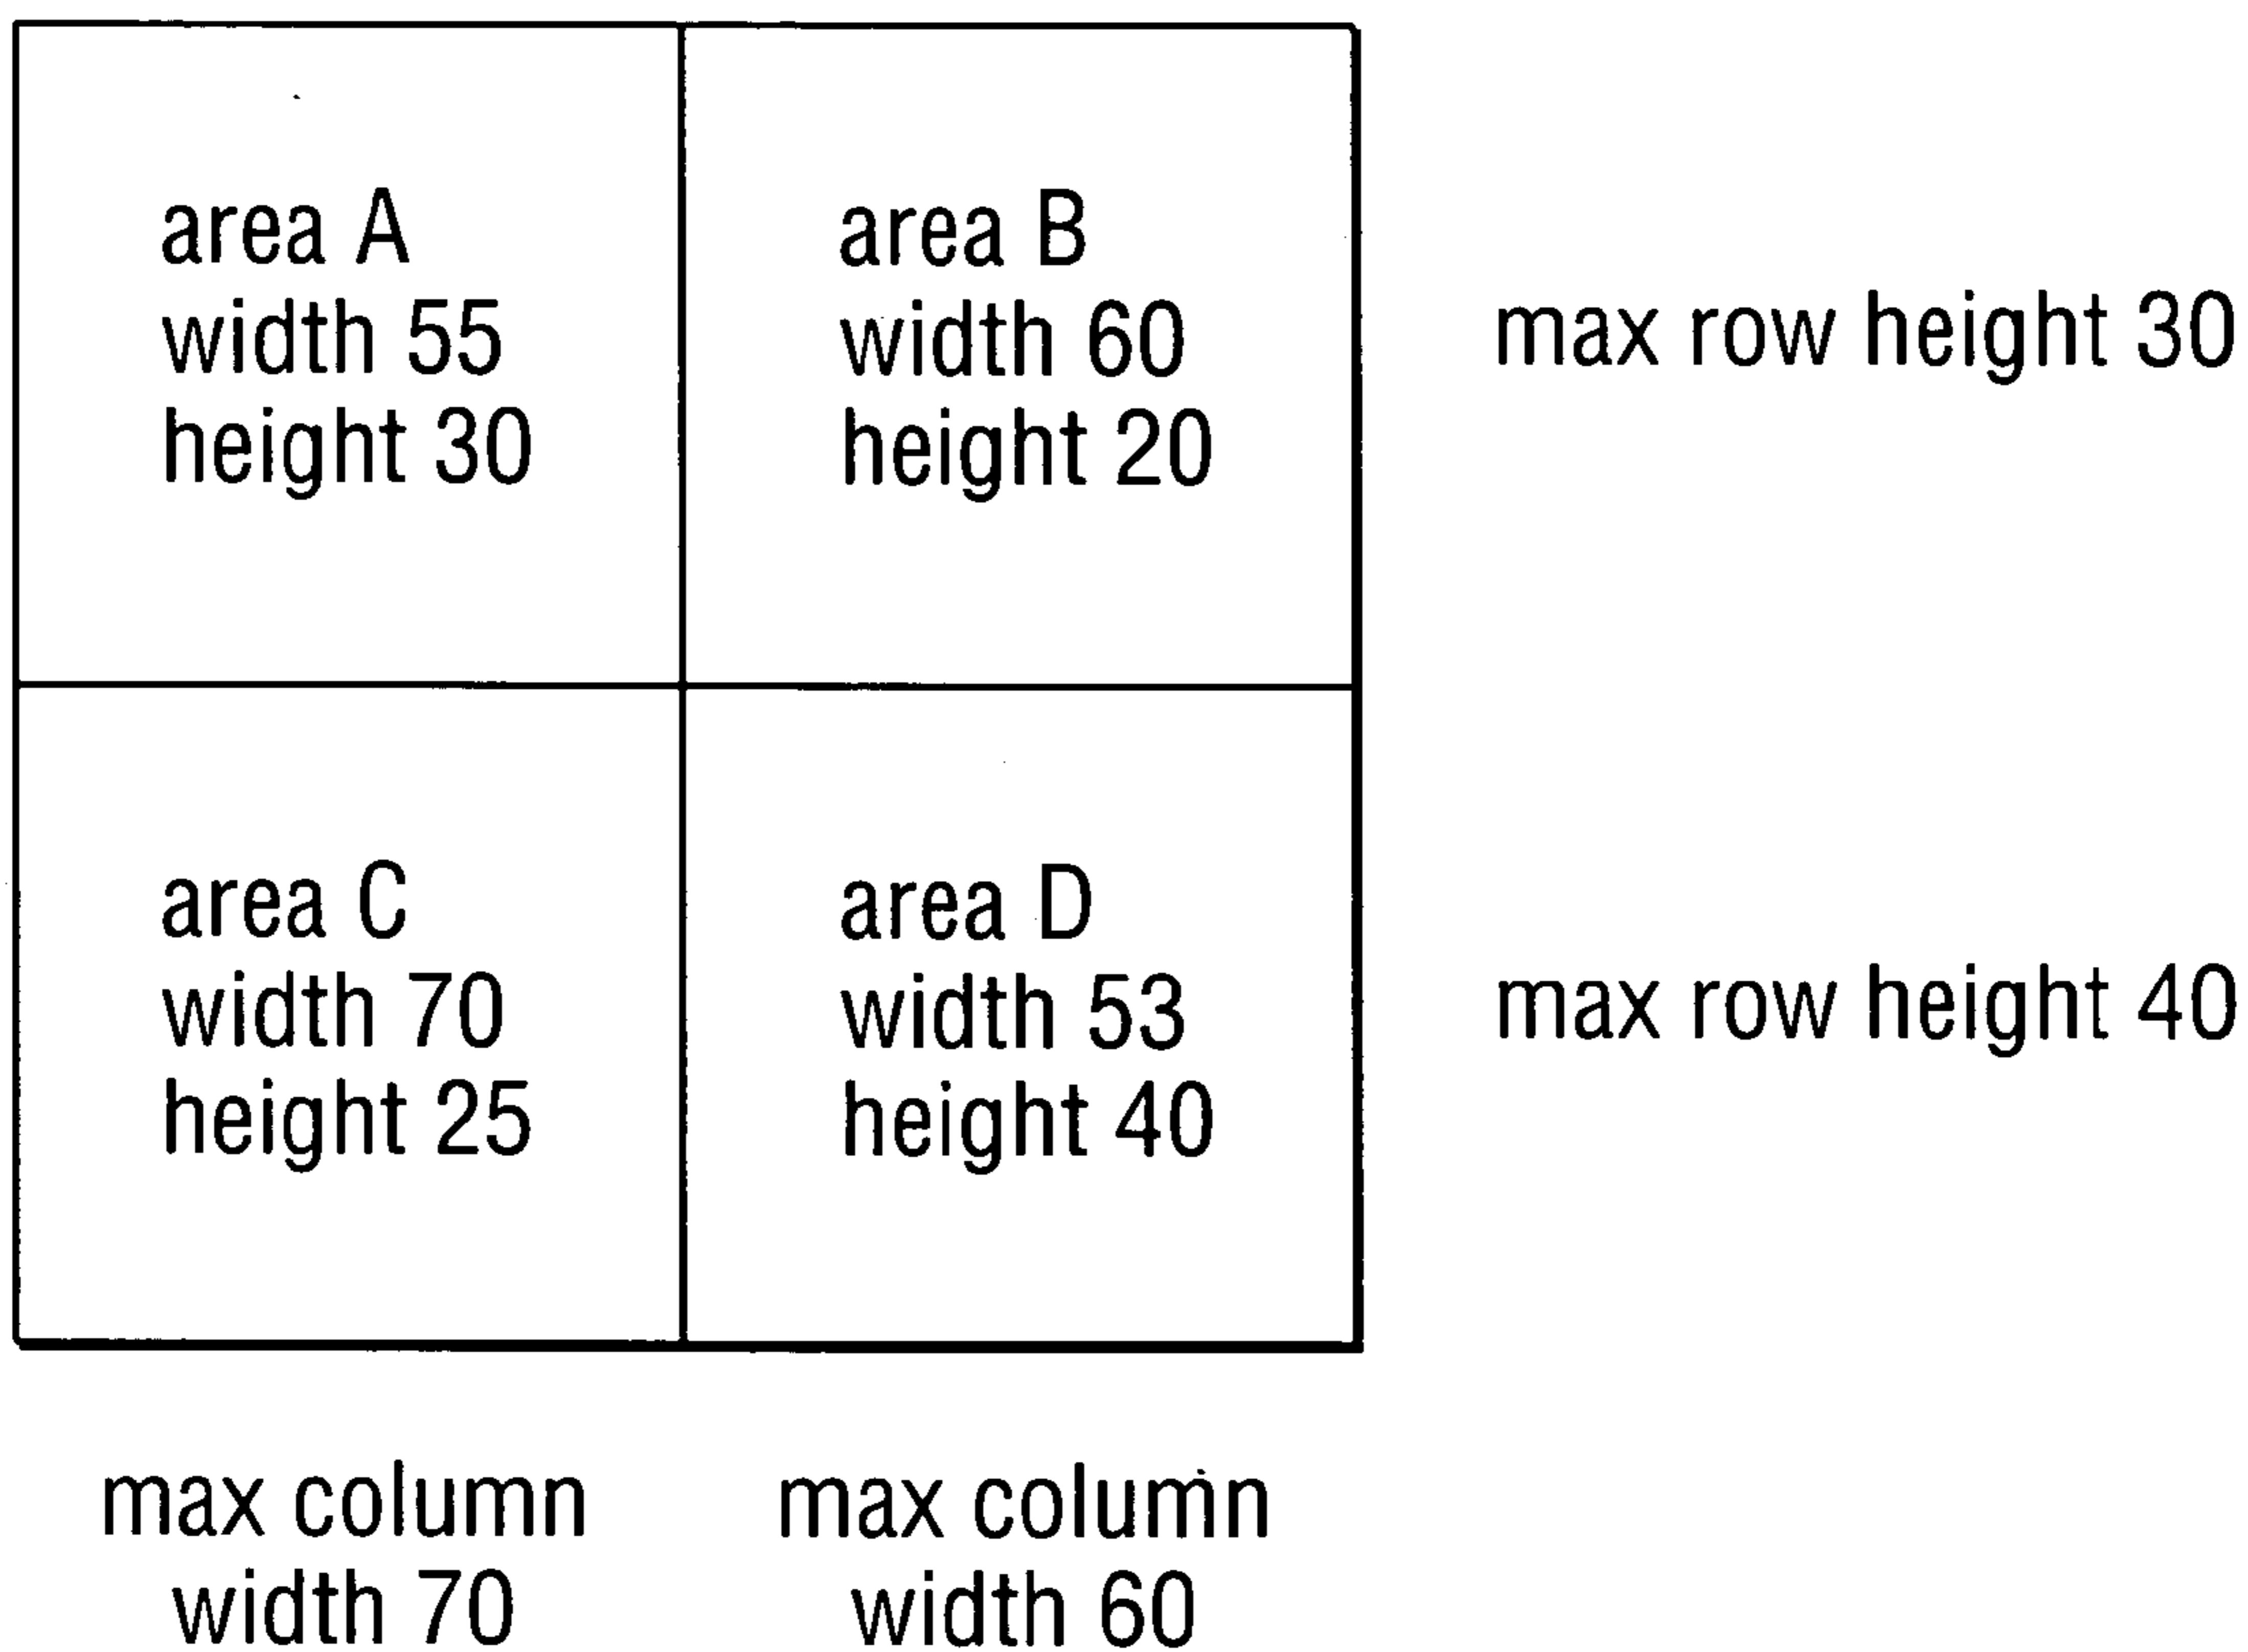 area A
width 55
height 30
area B
width 60
height 20
max row height 30
area C
width 70
height 25
area D
width 53
height 40
max row height 40
max column
width 70
max column
width 60